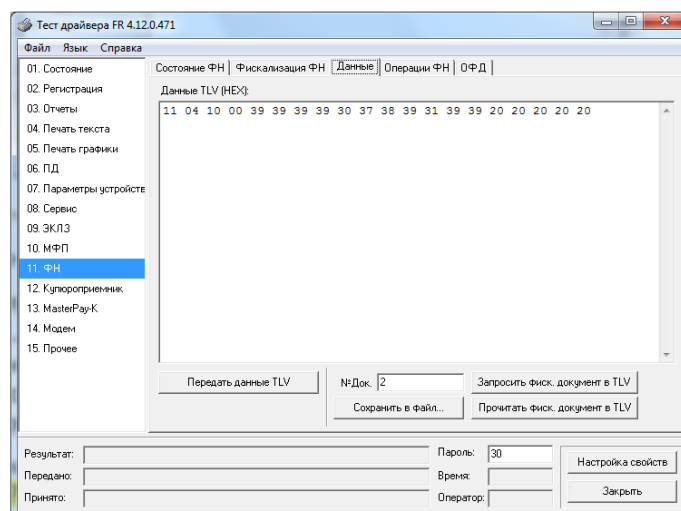 Тест драйвера FR 4.12.0.471
Файл Язык Справка
01. Состояние
02. Регистрация
03. Отчеты
04. Печать текста
05. Печать графики
06. ПД
07. Параметры устройств
08. Сервис
09. ЭКЛЗ
10. МФП
11. ФН
12. Купюроприемник
13. MasterPay-K
14. Модем
15. Прочее
Состояние ФН Фискализация ФН Данные Операции ФН ОФД
Данные TLV (HEX):
11 04 10 00 39 39 39 39 30 37 38 39 31 39 39 20 20 20 20 20
Передать данные TLV
№Док. 2
Запросить фиск. документ в TLV
Сохранить в файл...
Прочитать фиск. документ в TLV
Результат:
Пароль: 30
Настройка свойств
Передано:
Время:
Принято:
Оператор:
Закрыть